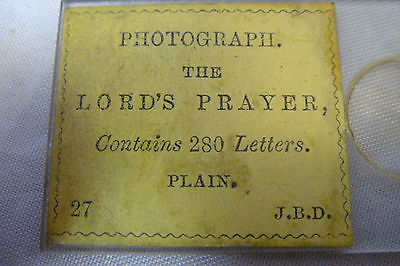 PHOTOGRAPH.
THE
LORD'S PRAYER,
Contains 280 Letters.
PLAIN.
27 J.B.D.